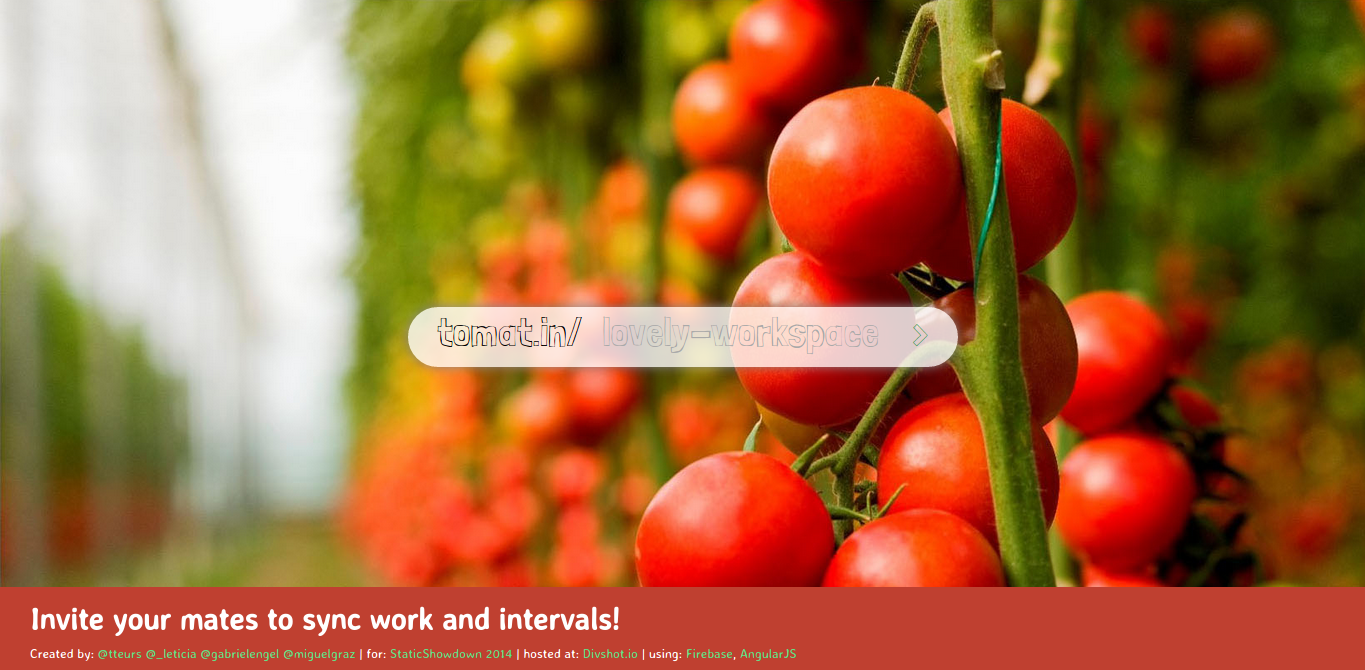 tomat.in/ lovely-workspace >
Invite your mates to sync work and intervals!
Created by: @tteurs @_leticia @gabrielengel @miguelgraz | for: StaticShowdown 2014 | hosted at: Divshot.io | using: Firebase, AngularJS